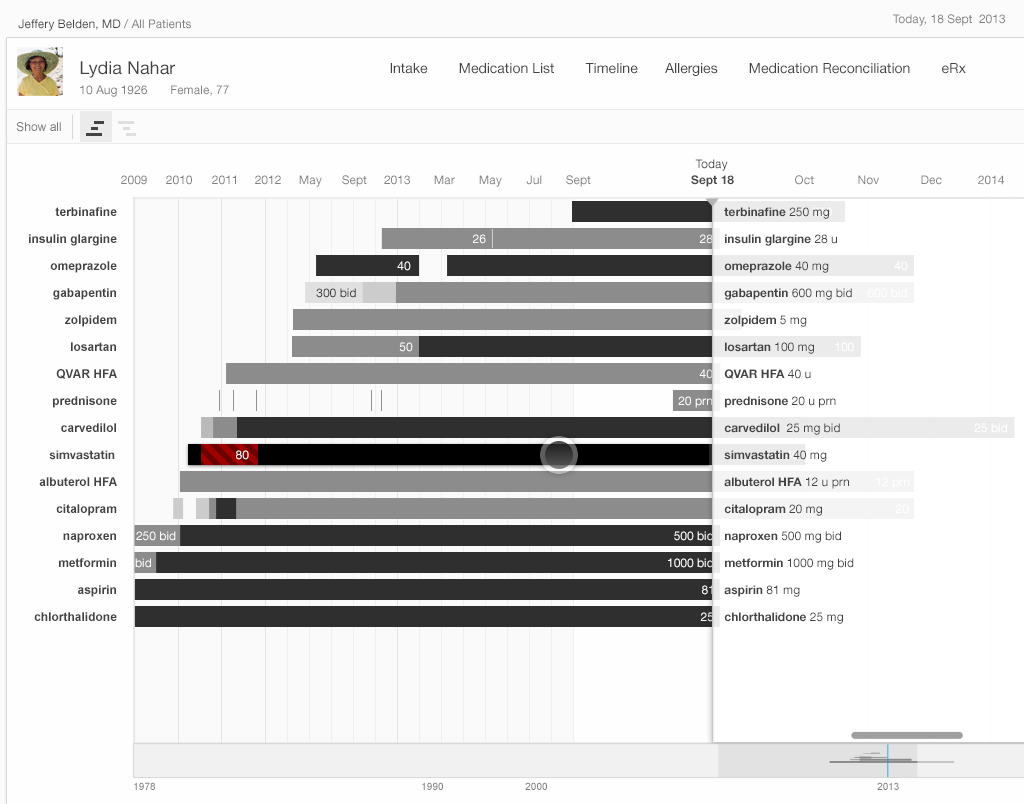 Jeffery Belden, MD / All Patients
Today, 18 Sept 2013
Lydia Nahar
10 Aug 1926 Female, 77
Intake Medication List Timeline Allergies Medication Reconciliation eRx
Show all
Today
2009 2010 2011 2012 May Sept 2013 Mar May Jul Sept Sept 18 Oct Nov Dec 2014
terbinafine terbinafine 250 mg
insulin glargine 26 28 insulin glargine 28 u
omeprazole 40 omeprazole 40 mg 40
gabapentin 300 bid gabapentin 600 mg bid 600 bid
zolpidem zolpidem 5 mg
losartan 50 losartan 100 mg 100
QVAR HFA 40 QVAR HFA 40 u
prednisone 20 prn prednisone 20 u prn
carvedilol carvedilol 25 mg bid 25 bid
simvastatin 80 simvastatin 40 mg
albuterol HFA albuterol HFA 12 u prn 12 prn
citalopram citalopram 20 mg 20
naproxen 250 bid 500 bid naproxen 500 mg bid
metformin bid 1000 bid metformin 1000 mg bid
aspirin 81 aspirin 81 mg
chlorthalidone 25 chlorthalidone 25 mg
1978 1990 2000 2013